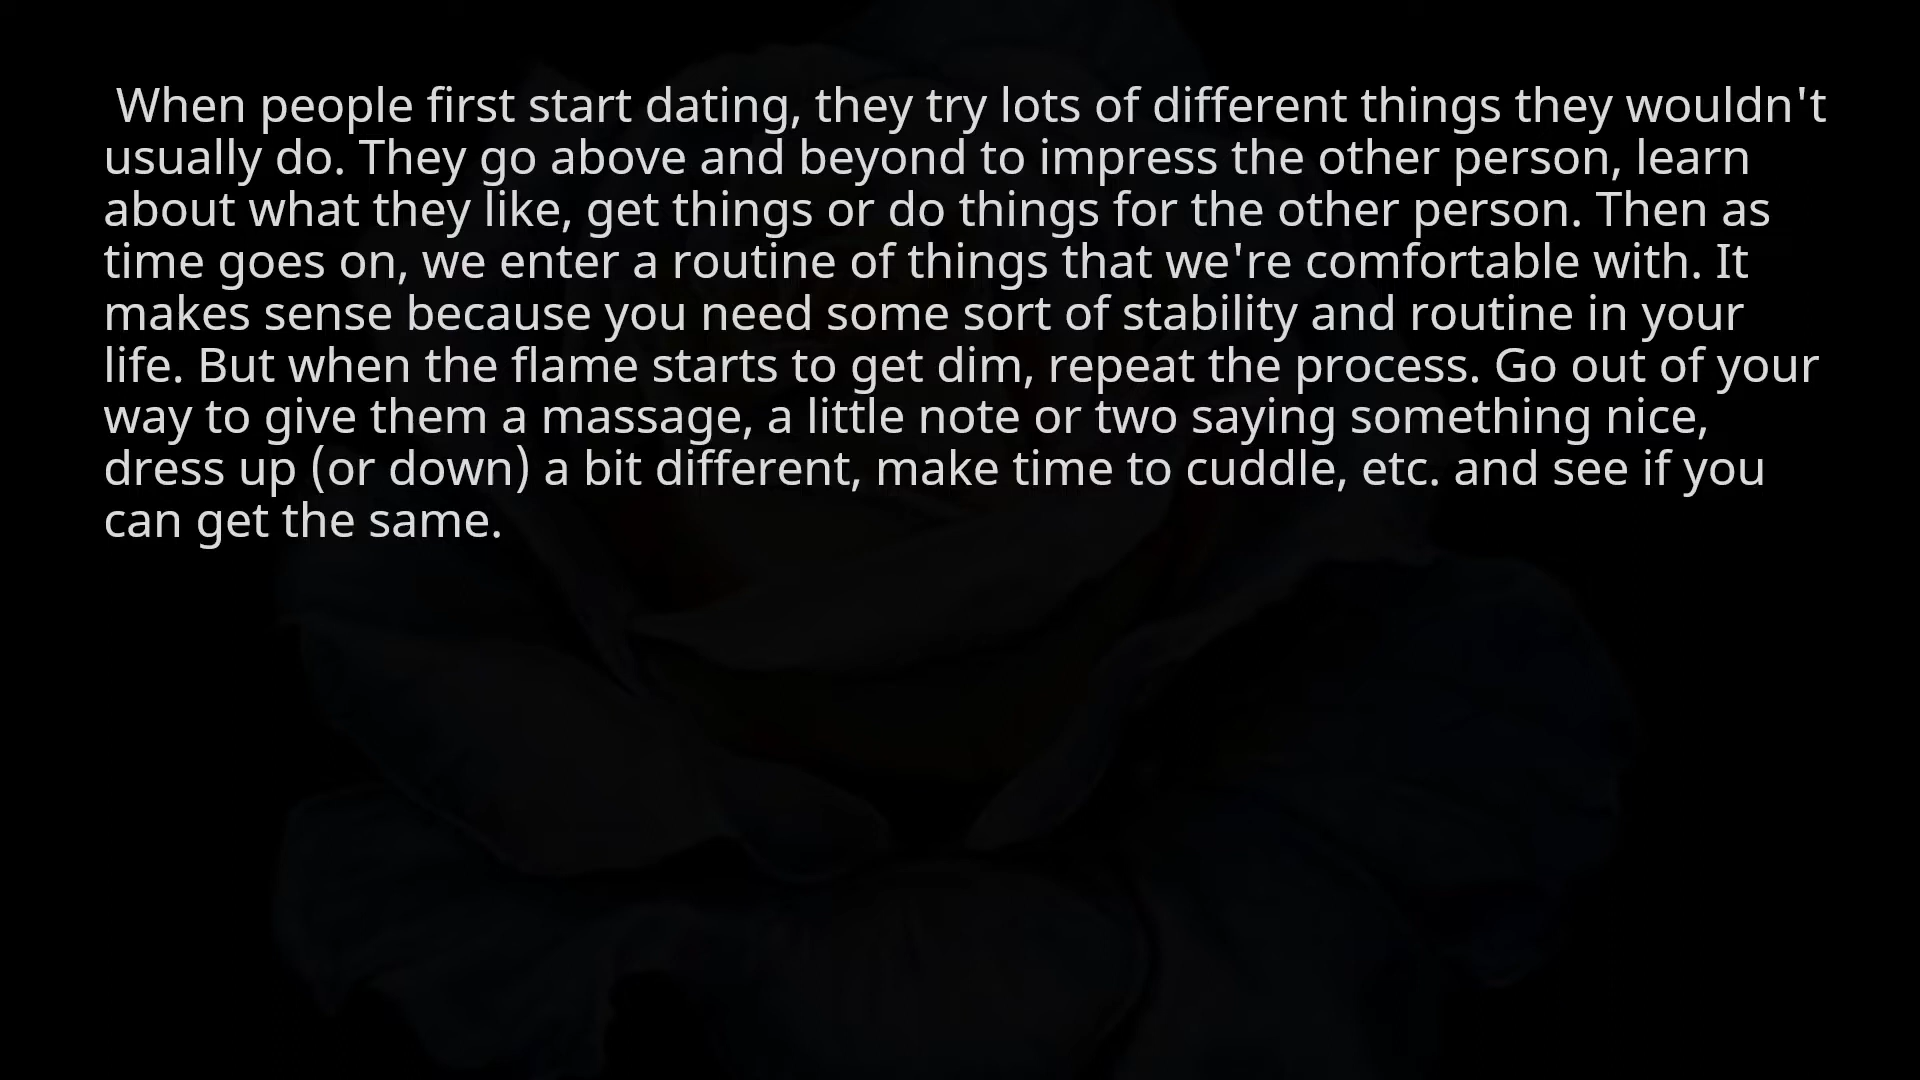 When people first start dating, they try lots of different things they wouldn't
usually do. They go above and beyond to impress the other person, learn
about what they like, get things or do things for the other person. Then as
time goes on, we enter a routine of things that we're comfortable with. It
makes sense because you need some sort of stability and routine in your
life. But when the flame starts to get dim, repeat the process. Go out of your
way to give them a massage, a little note or two saying something nice,
dress up (or down) a bit different, make time to cuddle, etc. and see if you
can get the same.